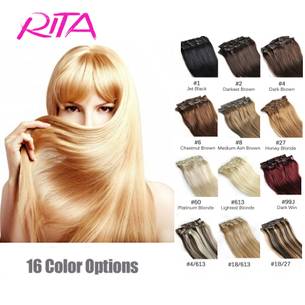 RITA
#1
Jet Black
#2
Darkest Brown
#4
Dark Brown
#6
Chestnut Brown
#8
Medium Ash Brown
#27
Honey Blonde
#60
Platinum Blonde
#613
Lightest Blonde
#99J
Dark Win
#4/613
#18/613
#1B/27
16 Color Options